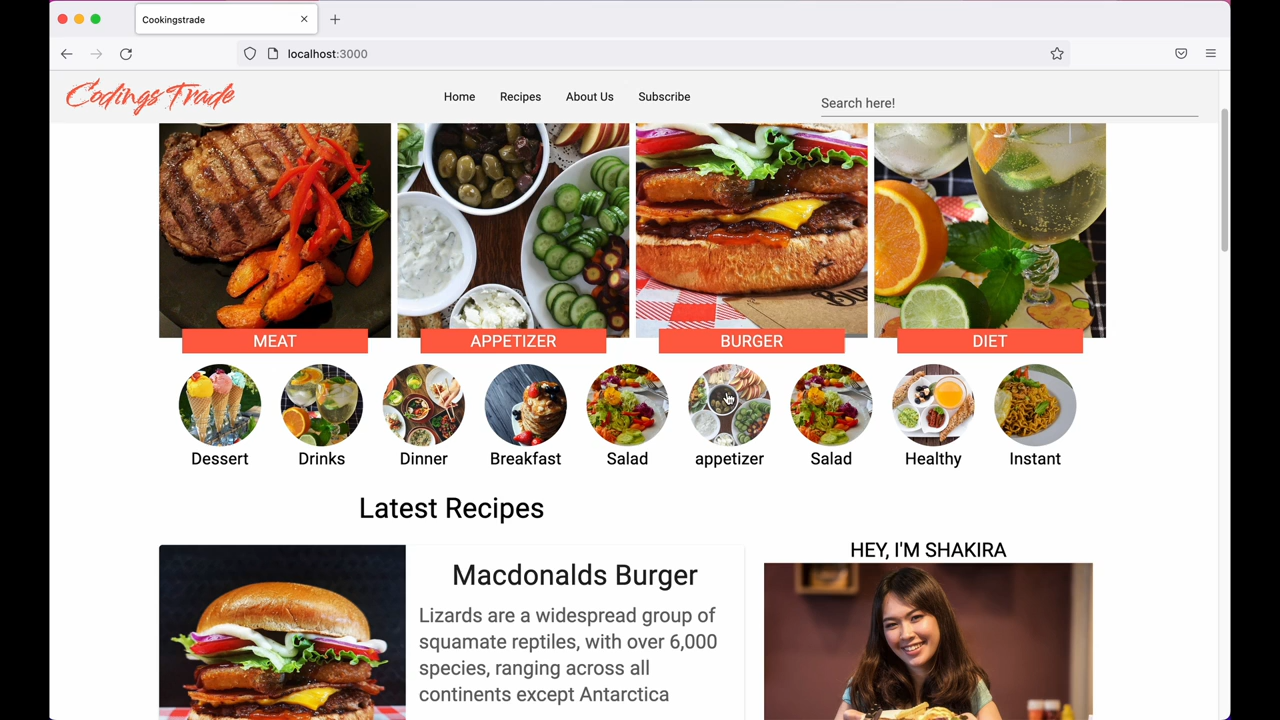 Cookingstrade
localhost:3000
Codings Trade
Home Recipes About Us Subscribe
Search here!
MEAT APPETIZER BURGER DIET
Dessert Drinks Dinner Breakfast Salad appetizer Salad Healthy Instant
Latest Recipes
HEY, I'M SHAKIRA
Macdonalds Burger
Lizards are a widespread group of
squamate reptiles, with over 6,000
species, ranging across all
continents except Antarctica